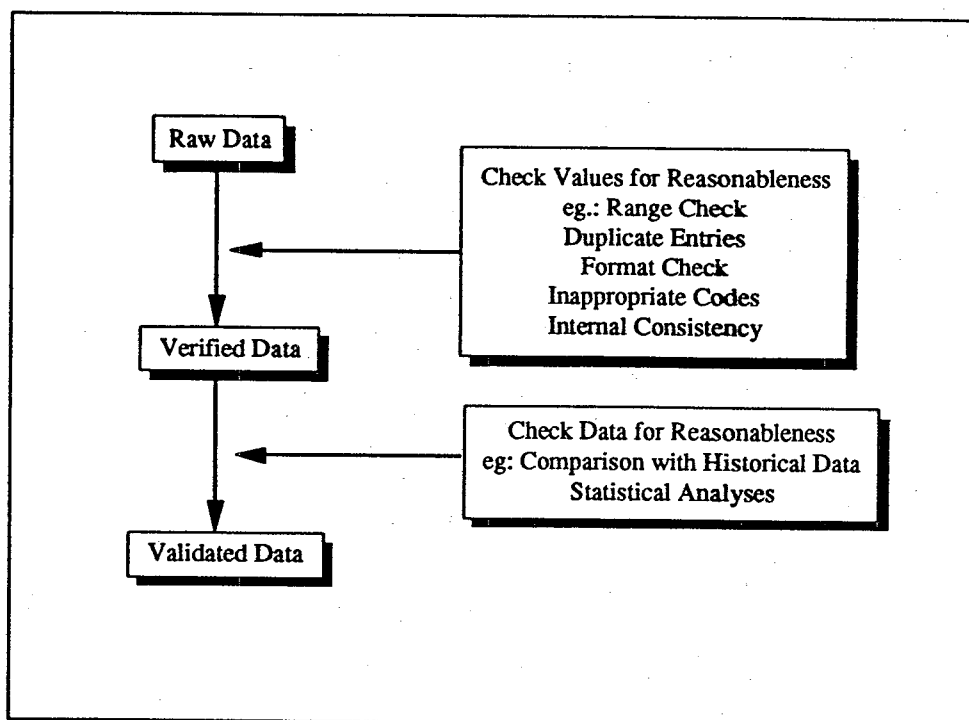 Raw Data
Check Values for Reasonableness
eg.: Range Check
Duplicate Entries
Format Check
Inappropriate Codes
Internal Consistency
Verified Data
Check Data for Reasonableness
eg: Comparison with Historical Data
Statistical Analyses
Validated Data